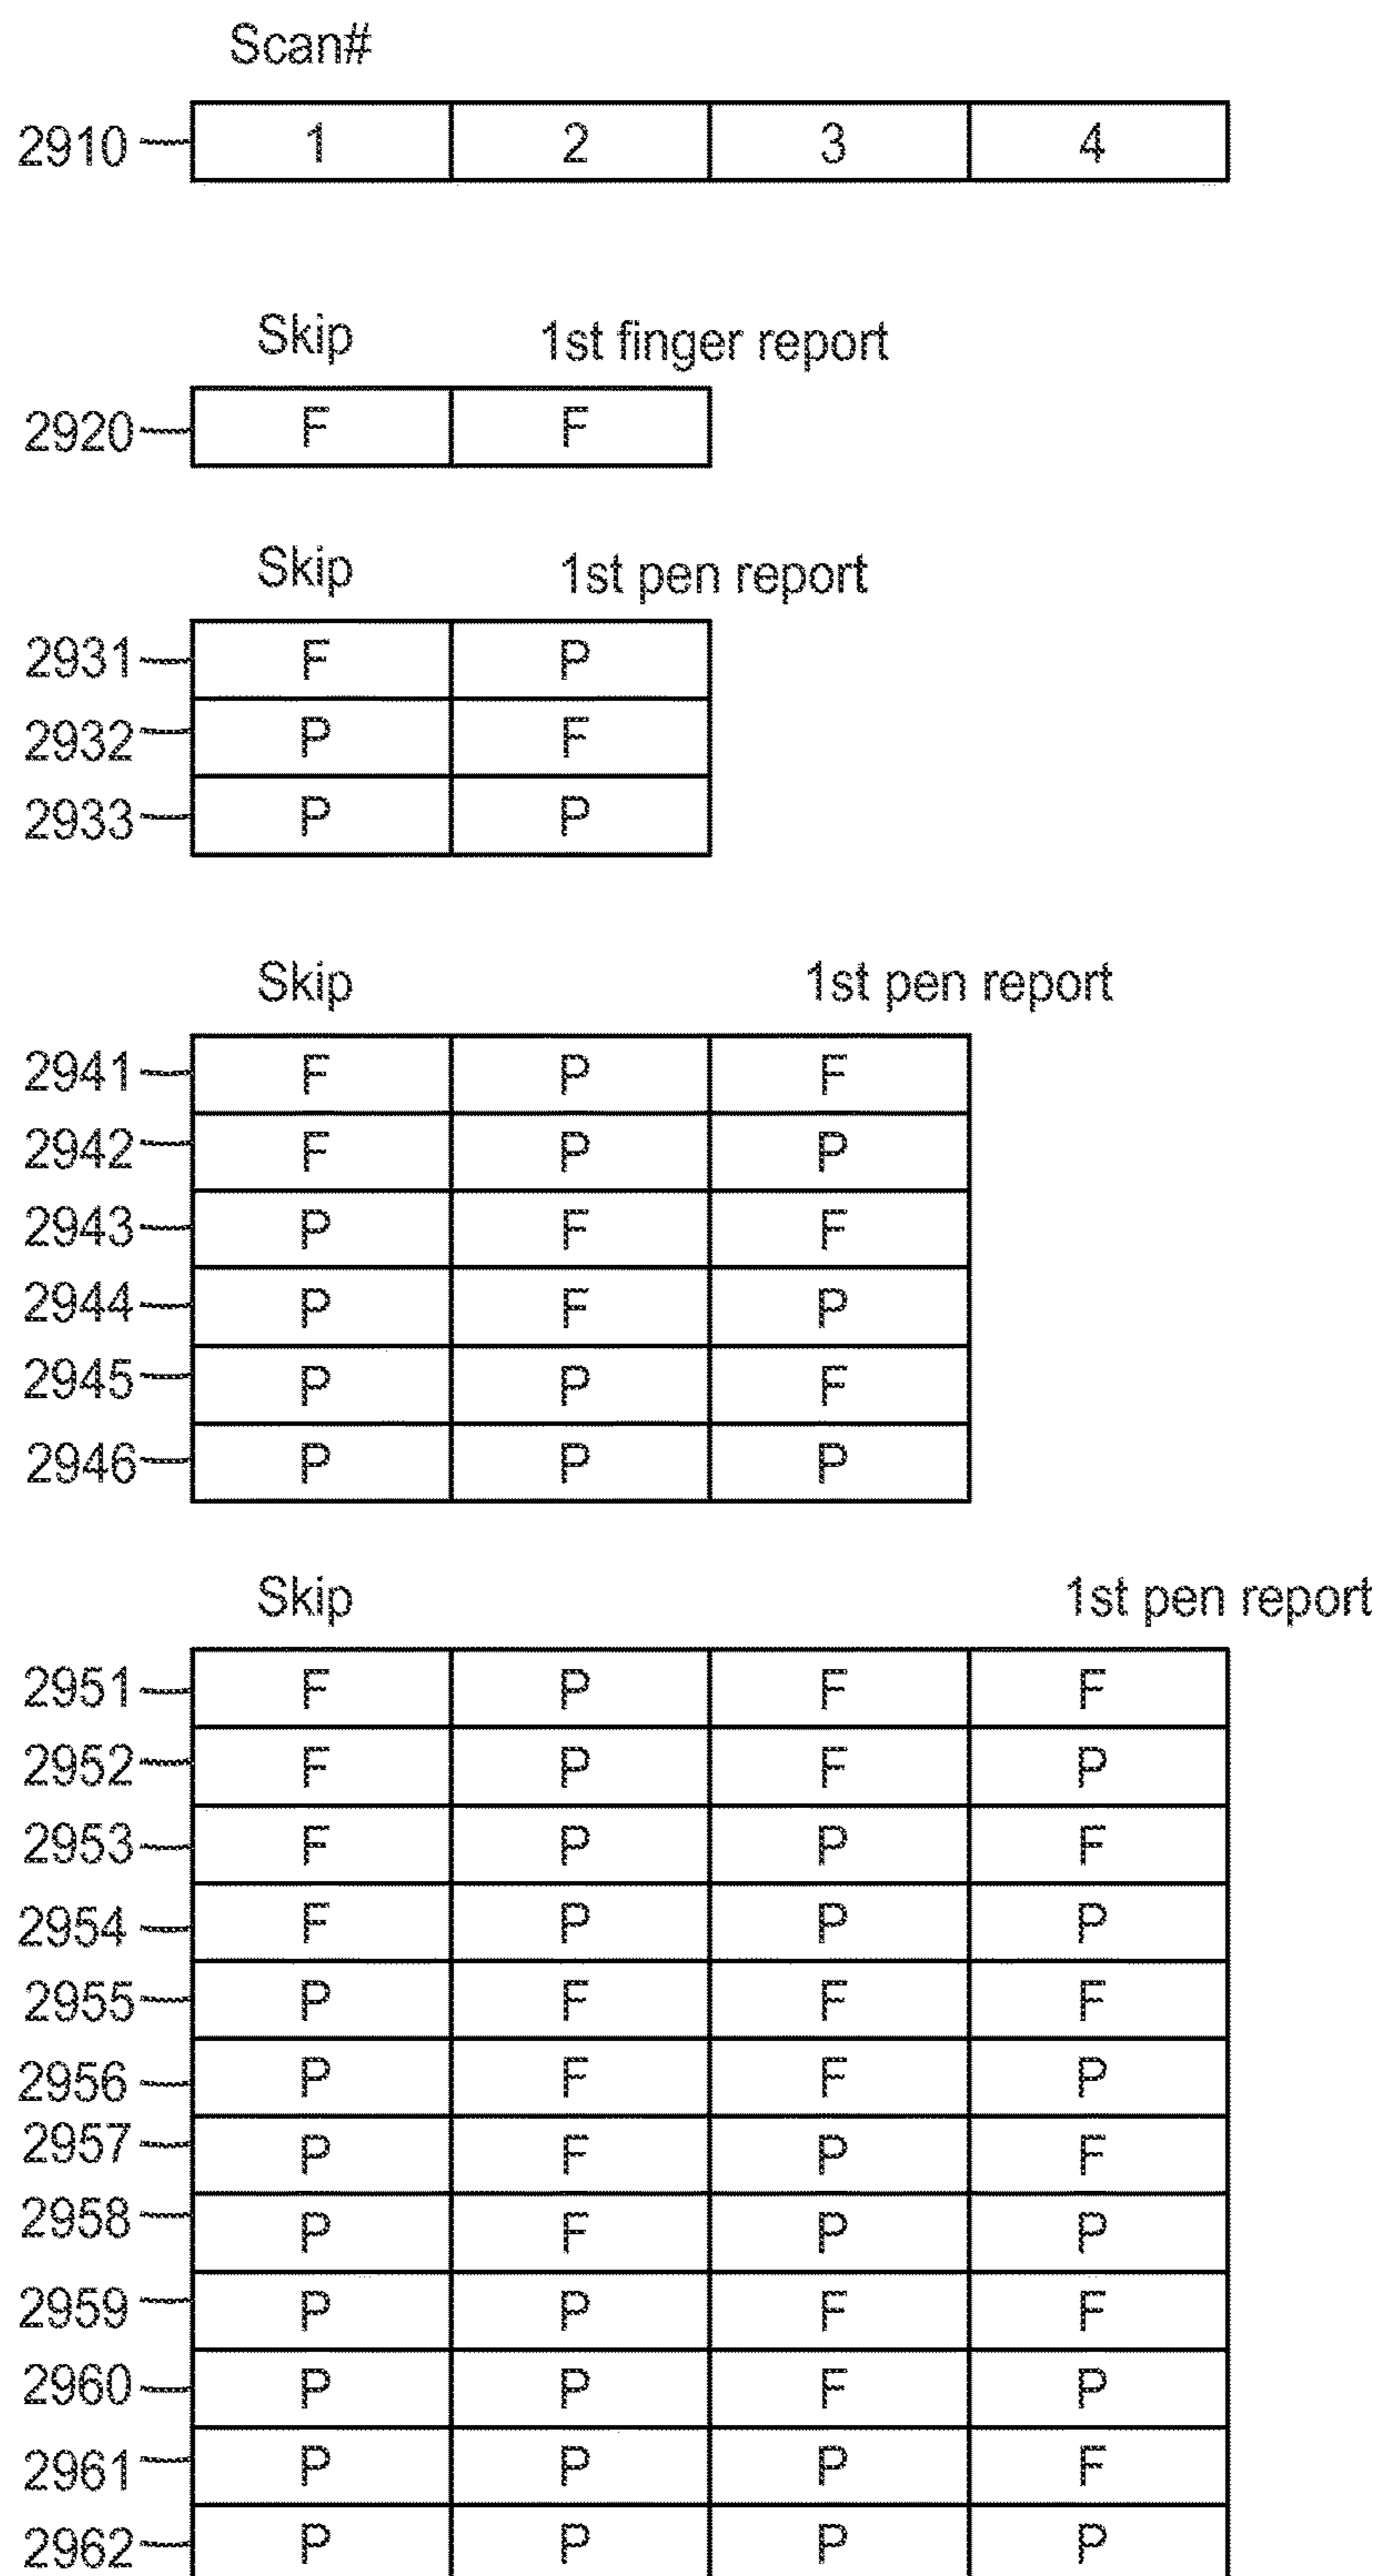 Scan#
2910 1 2 3 4
Skip 1st finger report
2920 F F
Skip 1st pen report
2931 F P
2932 P F
2933 P P
Skip 1st pen report
2941 F P F
2942 F P P
2943 P F F
2944 P F P
2945 P P F
2946 P P P
Skip 1st pen report
2951 F P F F
2952 F P F P
2953 F P P F
2954 F P P P
2955 P F F F
2956 P F F P
2957 P F P F
2958 P F P P
2959 P P F F
2960 P P F P
2961 P P P F
2962 P P P P